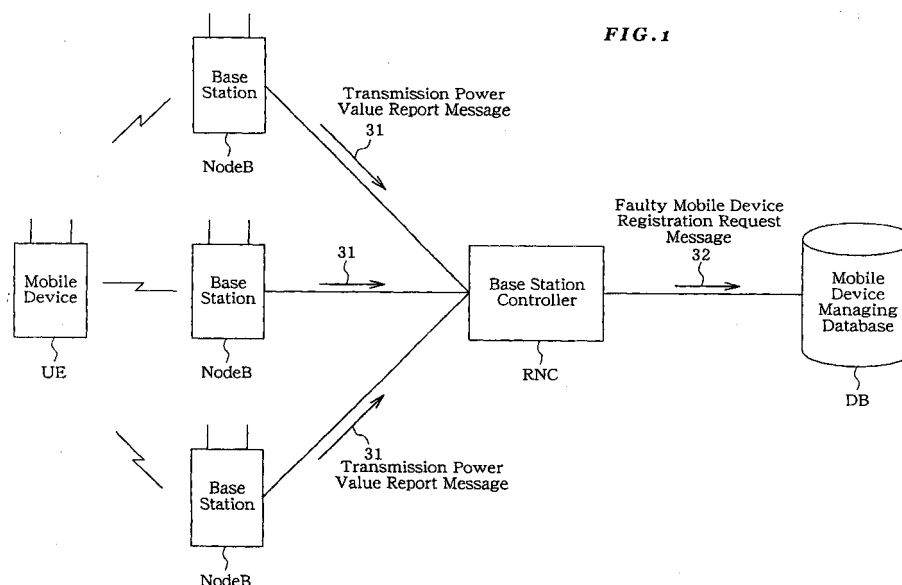 FIG.1
Base
Station
NodeB
Transmission Power
Value Report Message
31
Mobile
Device
UE
Base
Station
NodeB
31
Base Station
Controller
RNC
Faulty Mobile Device
Registration Request
Message
32
Mobile
Device
Managing
Database
DB
Base
Station
NodeB
31
Transmission Power
Value Report Message